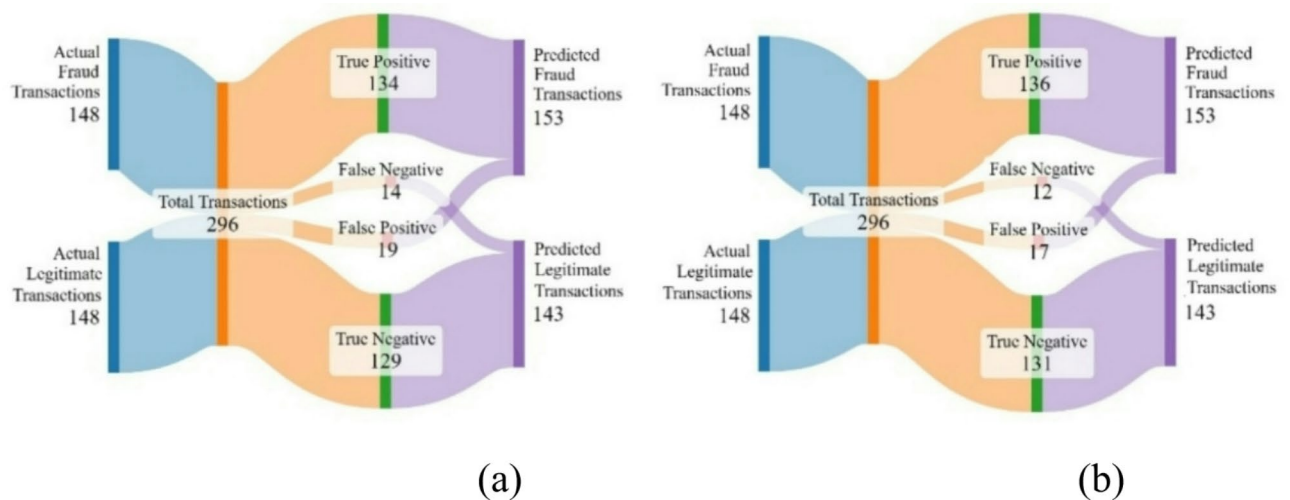 Actual
Fraud
Transactions
148
Actual
Legitimate
Transactions
148
Total Transactions
296
True Positive
134
False Negative
14
False Positive
19
True Negative
129
Predicted
Fraud
Transactions
153
Predicted
Legitimate
Transactions
143
(a)
Actual
Fraud
Transactions
148
Actual
Legitimate
Transactions
148
Total Transactions
296
True Positive
136
False Negative
12
False Positive
17
True Negative
131
Predicted
Fraud
Transactions
153
Predicted
Legitimate
Transactions
143
(b)